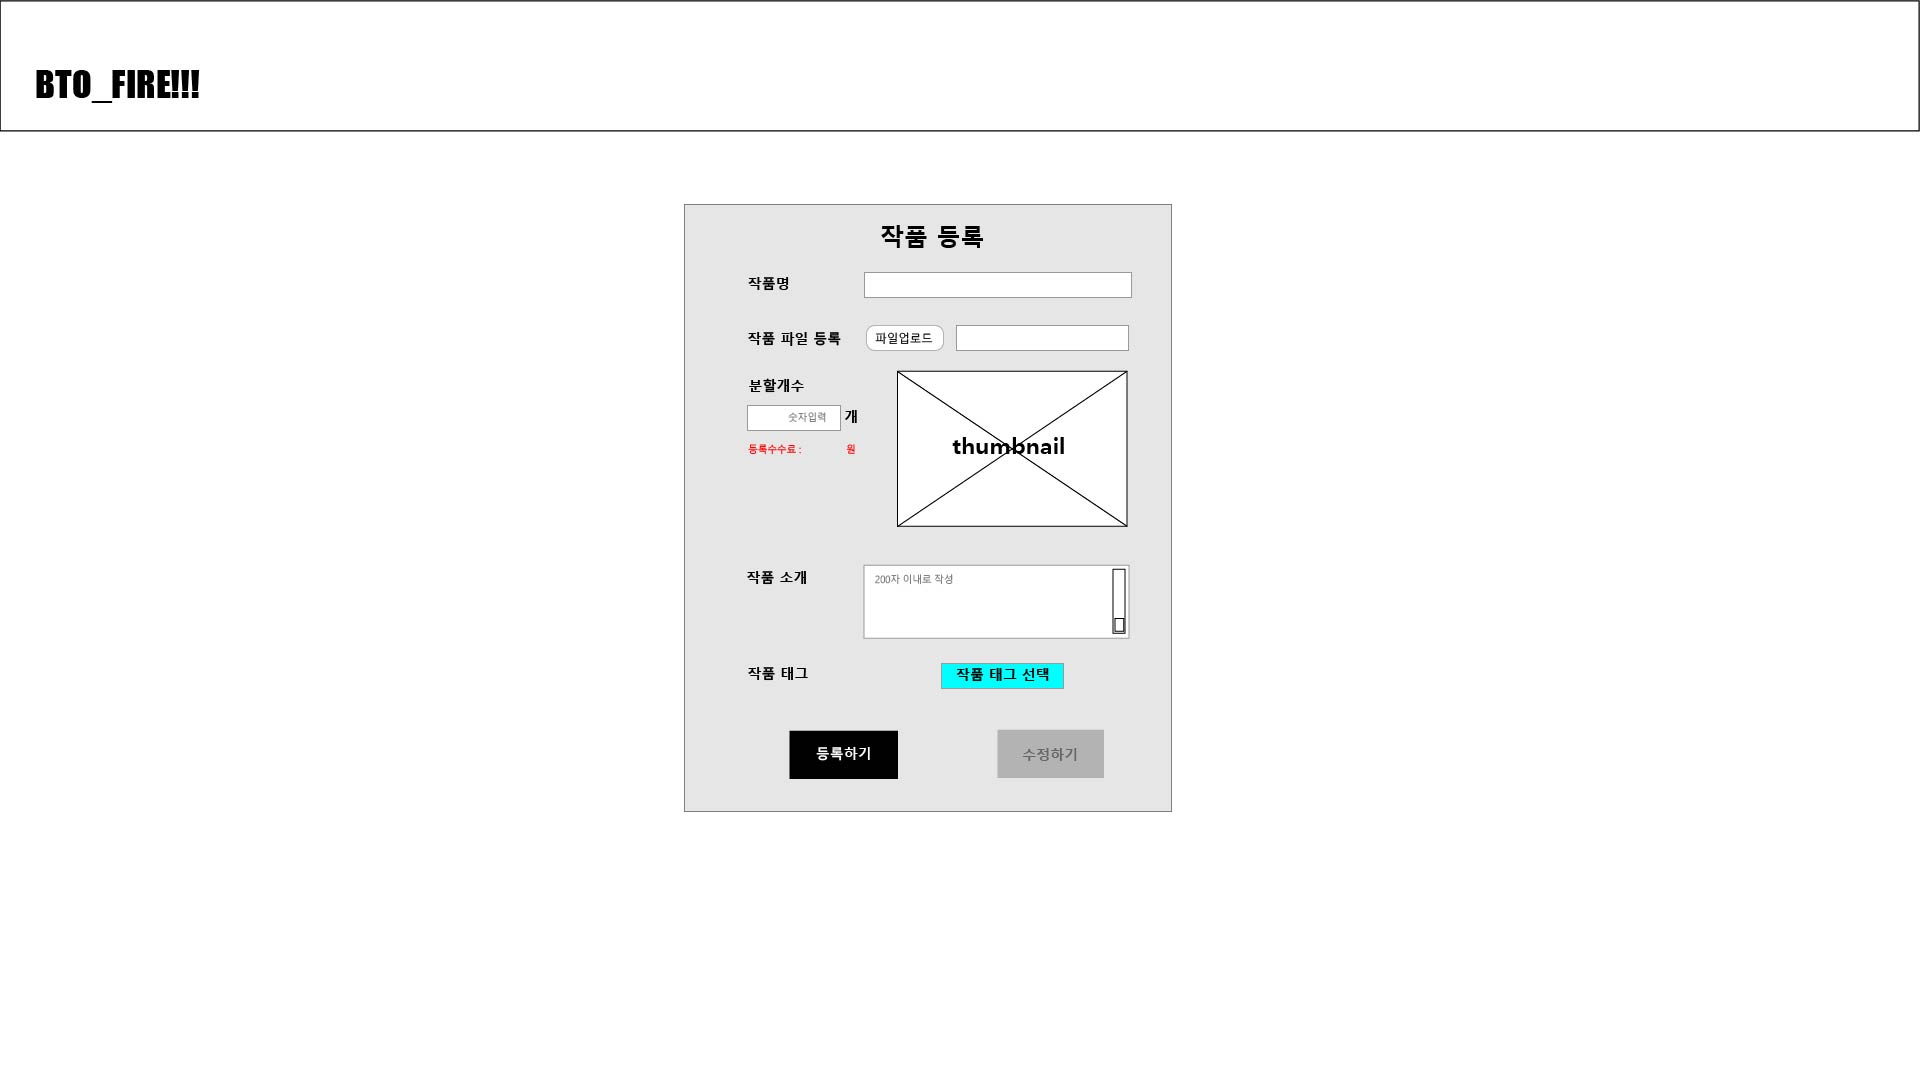 BTO_FIRE!!!
작품 등록
작품명
작품 파일 등록 파일업로드
분할개수
숫자입력 개
등록수수료 : 원
thumbnail
작품 소개
200자 이내로 작성
작품 태그 작품 태그 선택
등록하기 수정하기